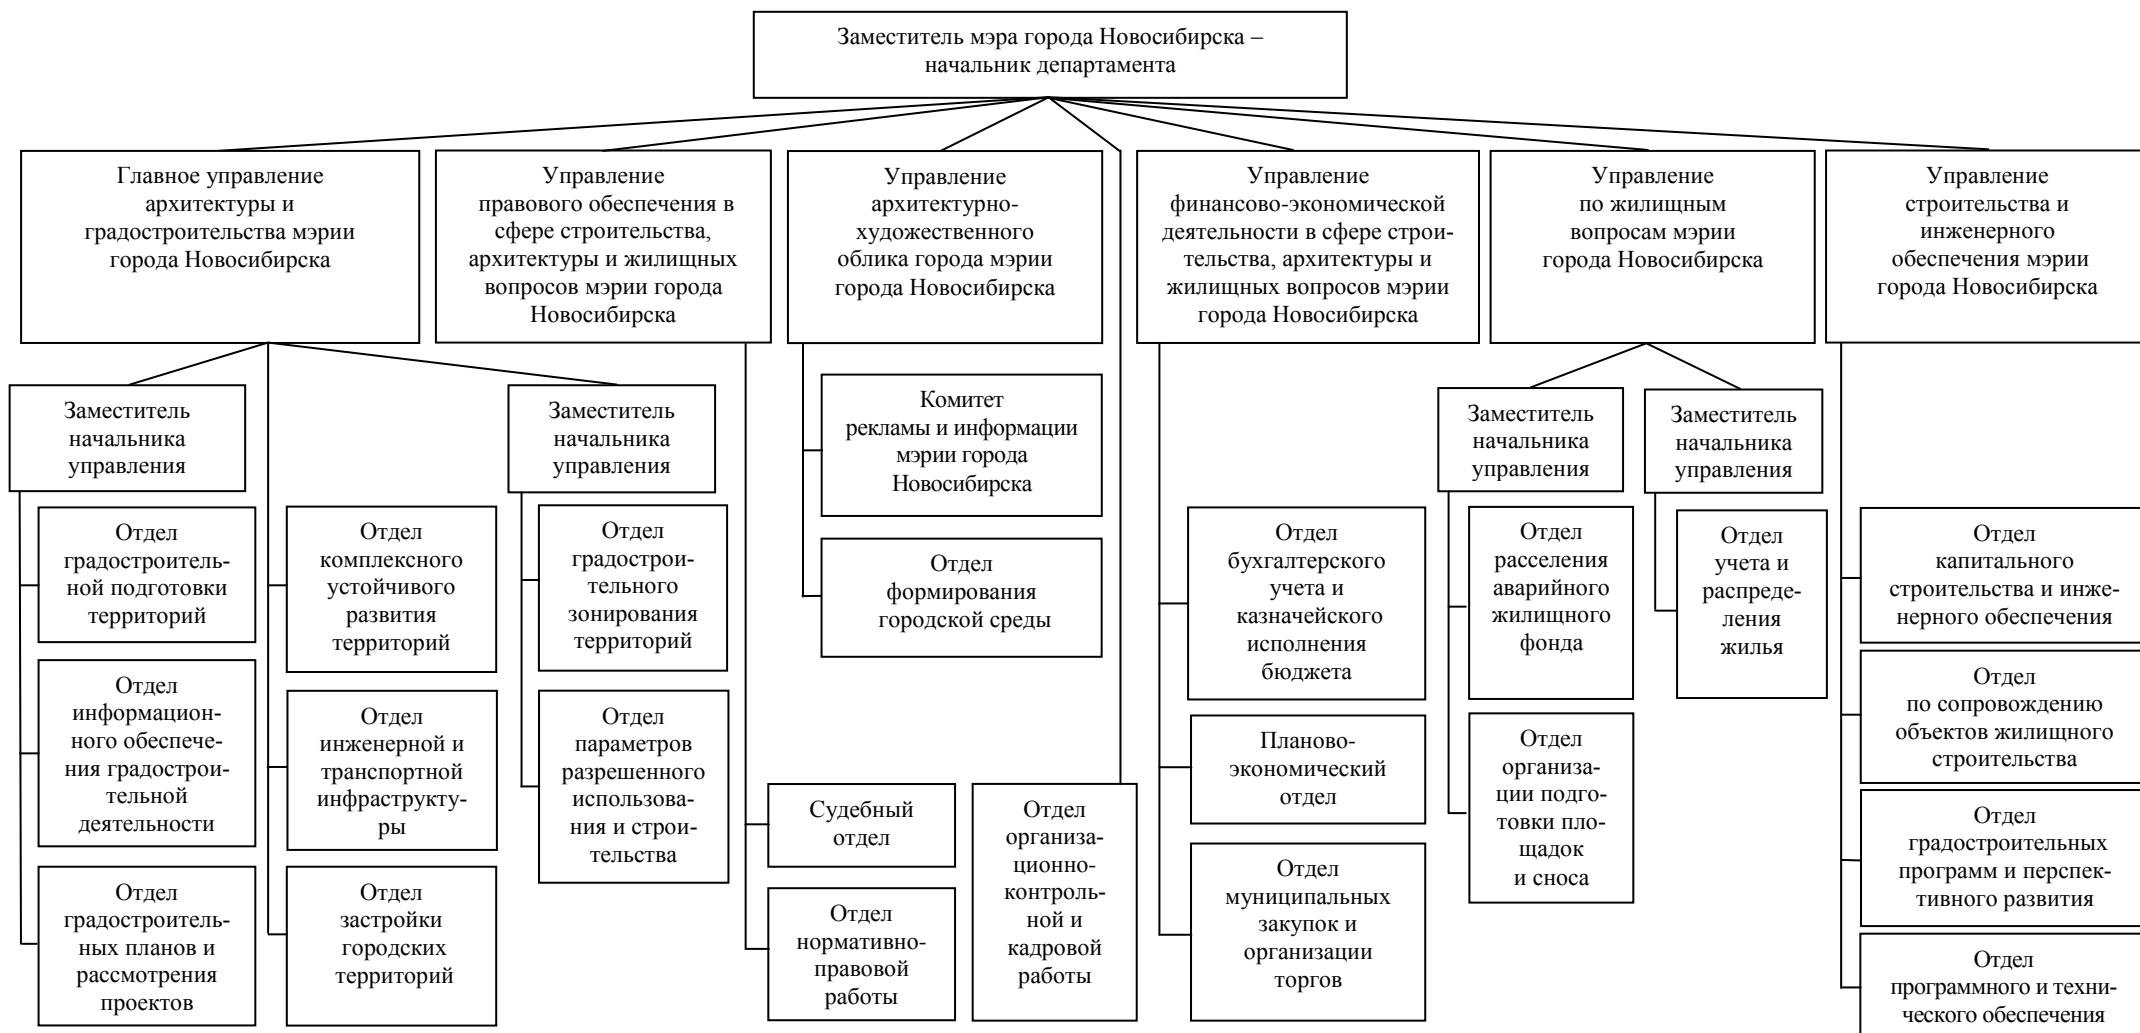 Заместитель мэра города Новосибирска –
начальник департамента
Главное управление
архитектуры и
градостроительства мэрии
города Новосибирска
Управление
правового обеспечения в
сфере строительства,
архитектуры и жилищных
вопросов мэрии города
Новосибирска
Управление
архитектурно-
художественного
облика города мэрии
города Новосибирска
Управление
финансово-экономической
деятельности в сфере строи-
тельства, архитектуры и
жилищных вопросов мэрии
города Новосибирска
Управление
по жилищным
вопросам мэрии
города Новосибирска
Управление
строительства и
инженерного
обеспечения мэрии
города Новосибирска
Заместитель
начальника
управления
Отдел
градостроитель-
ной подготовки
территорий
Отдел
информацион-
ного обеспече-
ния градострои-
тельной
деятельности
Отдел
градостроитель-
ных планов и
рассмотрения
проектов
Отдел
комплексного
устойчивого
развития
территорий
Отдел
инженерной и
транспортной
инфраструкту-
ры
Отдел
застройки
городских
территорий
Заместитель
начальника
управления
Отдел
градострои-
тельного
зонирования
территорий
Отдел
параметров
разрешенного
использова-
ния и строи-
тельства
Судебный
отдел
Отдел
нормативно-
правовой
работы
Комитет
рекламы и информации
мэрии города
Новосибирска
Отдел
формирования
городской среды
Отдел
организа-
ционно-
контроль-
ной и
кадровой
работы
Отдел
бухгалтерского
учета и
казначейского
исполнения
бюджета
Планово-
экономический
отдел
Отдел
муниципальных
закупок и
организации
торгов
Заместитель
начальника
управления
Отдел
расселения
аварийного
жилищного
фонда
Отдел
организа-
ции подго-
товки пло-
щадок
и сноса
Заместитель
начальника
управления
Отдел
учета и
распреде-
ления
жилья
Отдел
капитального
строительства и инже-
нерного обеспечения
Отдел
по сопровождению
объектов жилищного
строительства
Отдел
градостроительных
программ и перспек-
тивного развития
Отдел
программного и техни-
ческого обеспечения